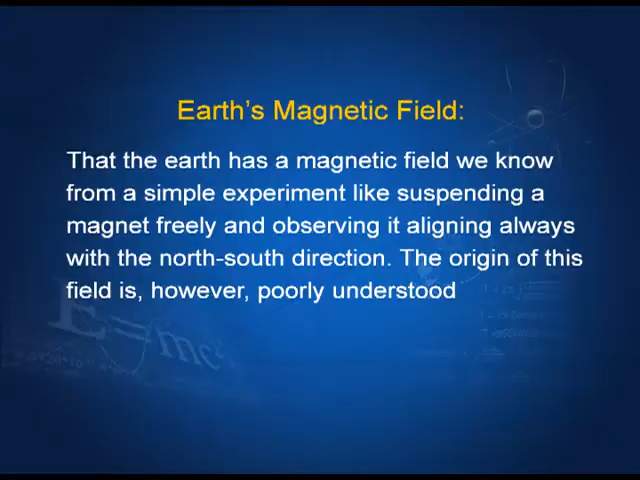 Earth's Magnetic Field:
That the earth has a magnetic field we know
from a simple experiment like suspending a
magnet freely and observing it aligning always
with the north-south direction. The origin of this
field is, however, poorly understood
E=mc²